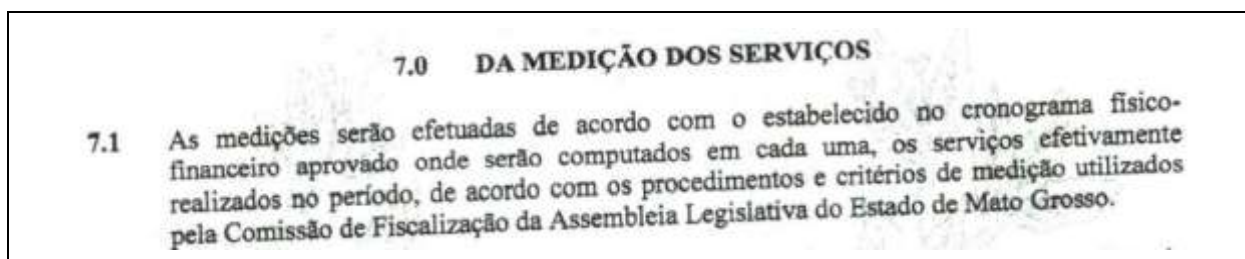 7.0 DA MEDIÇÃO DOS SERVIÇOS
7.1 As medições serão efetuadas de acordo com o estabelecido no cronograma físico-
financeiro aprovado onde serão computados em cada uma, os serviços efetivamente
realizados no período, de acordo com os procedimentos e critérios de medição utilizados
pela Comissão de Fiscalização da Assembleia Legislativa do Estado de Mato Grosso.